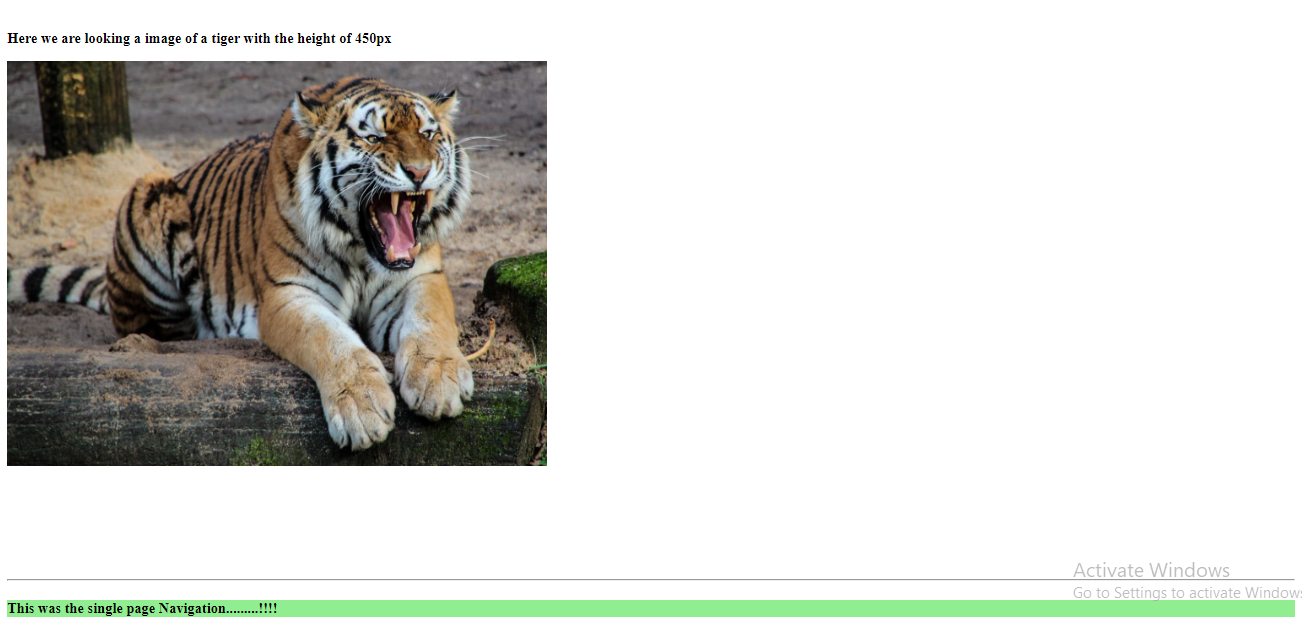 Here we are looking a image of a tiger with the height of 450px
Activate Windows
Go to Settings to activate Windows
This was the single page Navigation.........!!!!